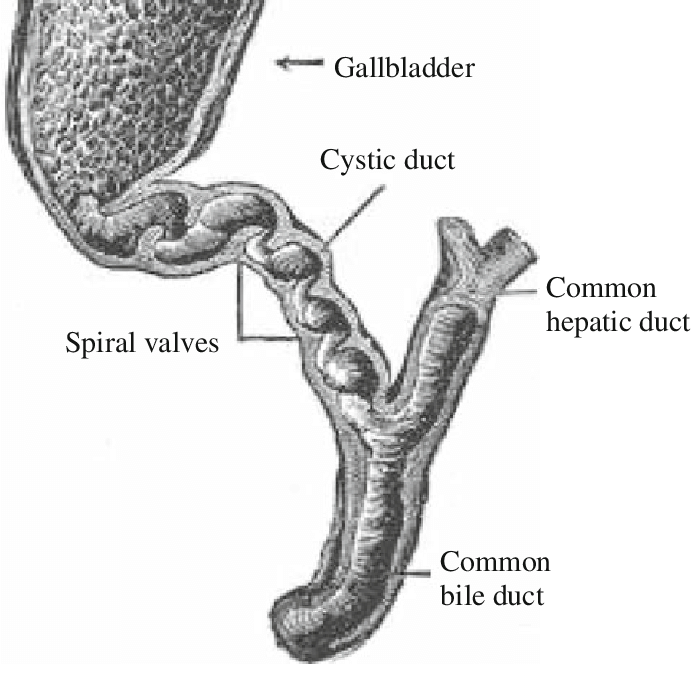 Gallbladder
Cystic duct
Common
hepatic duct
Spiral valves
Common
bile duct